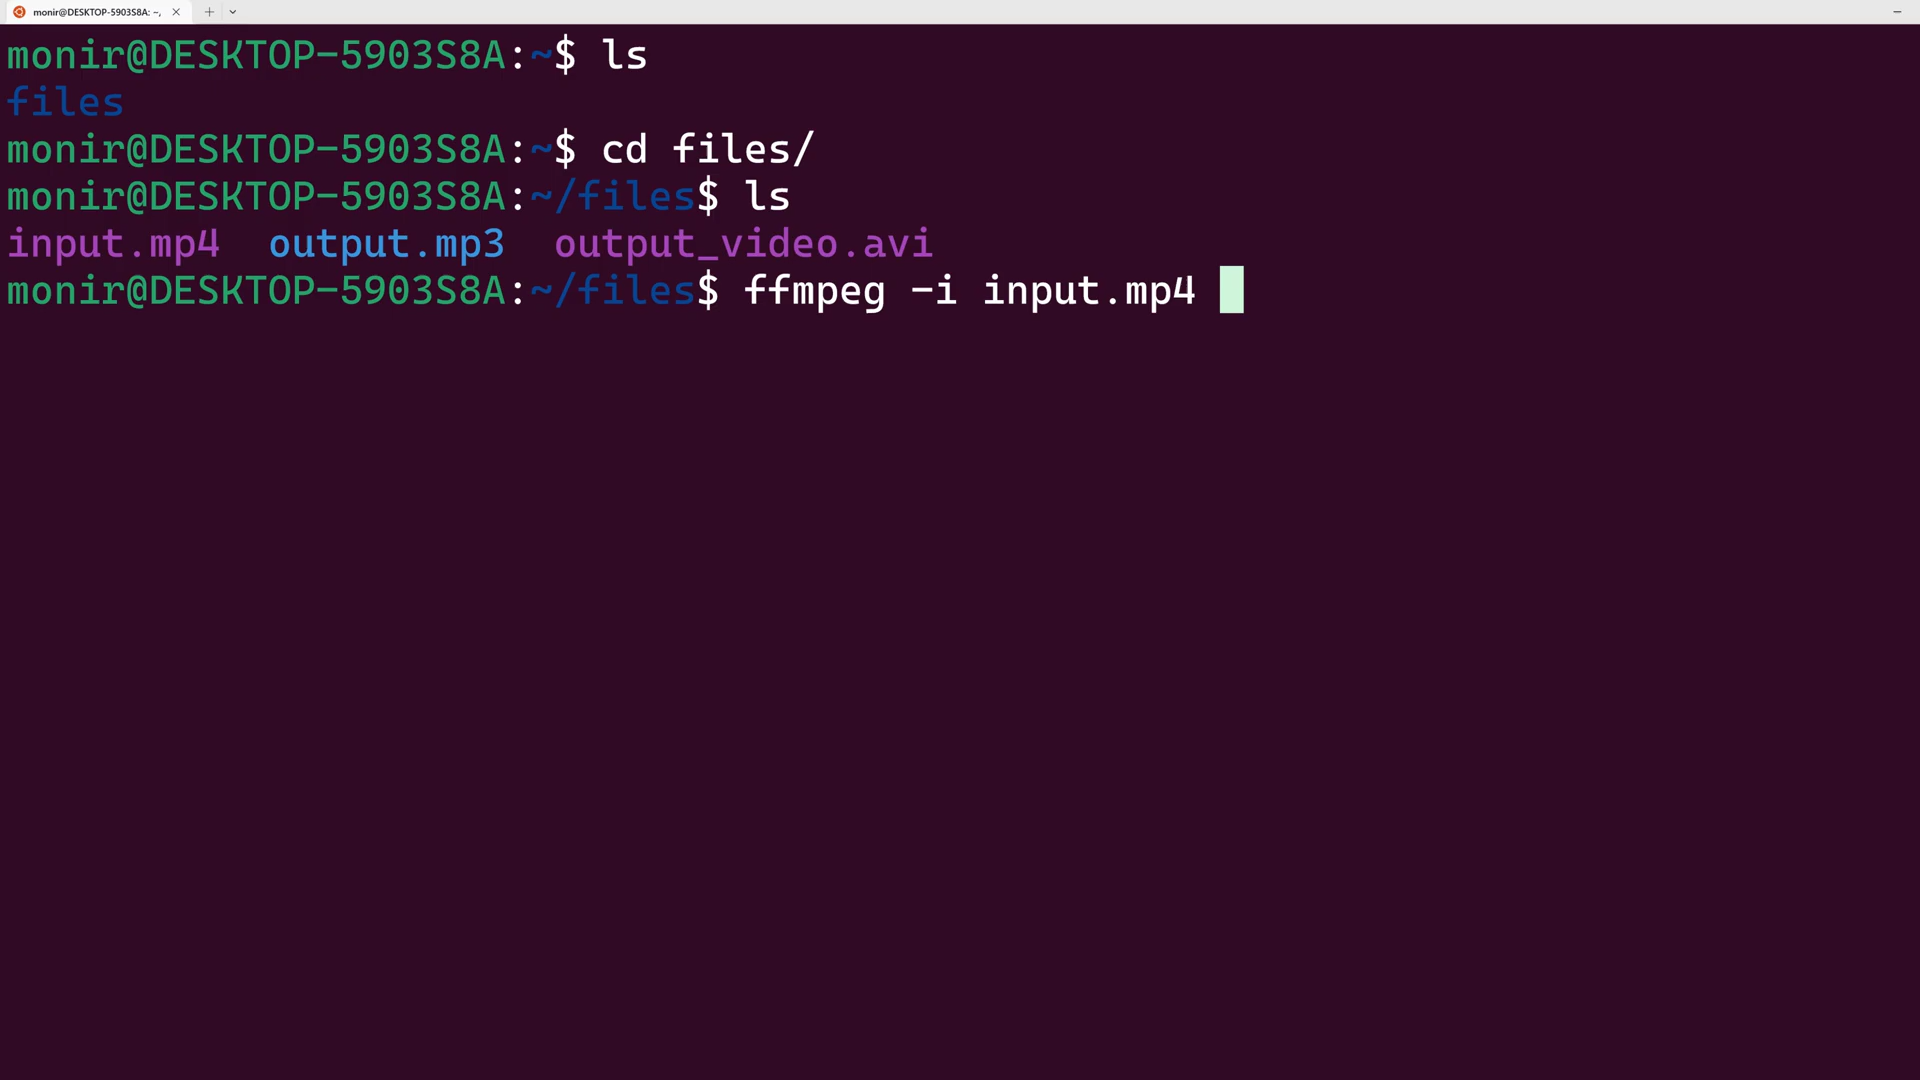 monir@DESKTOP-5903S8A: ~,
monir@DESKTOP-5903S8A:~$ ls
files
monir@DESKTOP-5903S8A:~$ cd files/
monir@DESKTOP-5903S8A:~/files$ ls
input.mp4  output.mp3  output_video.avi
monir@DESKTOP-5903S8A:~/files$ ffmpeg -i input.mp4